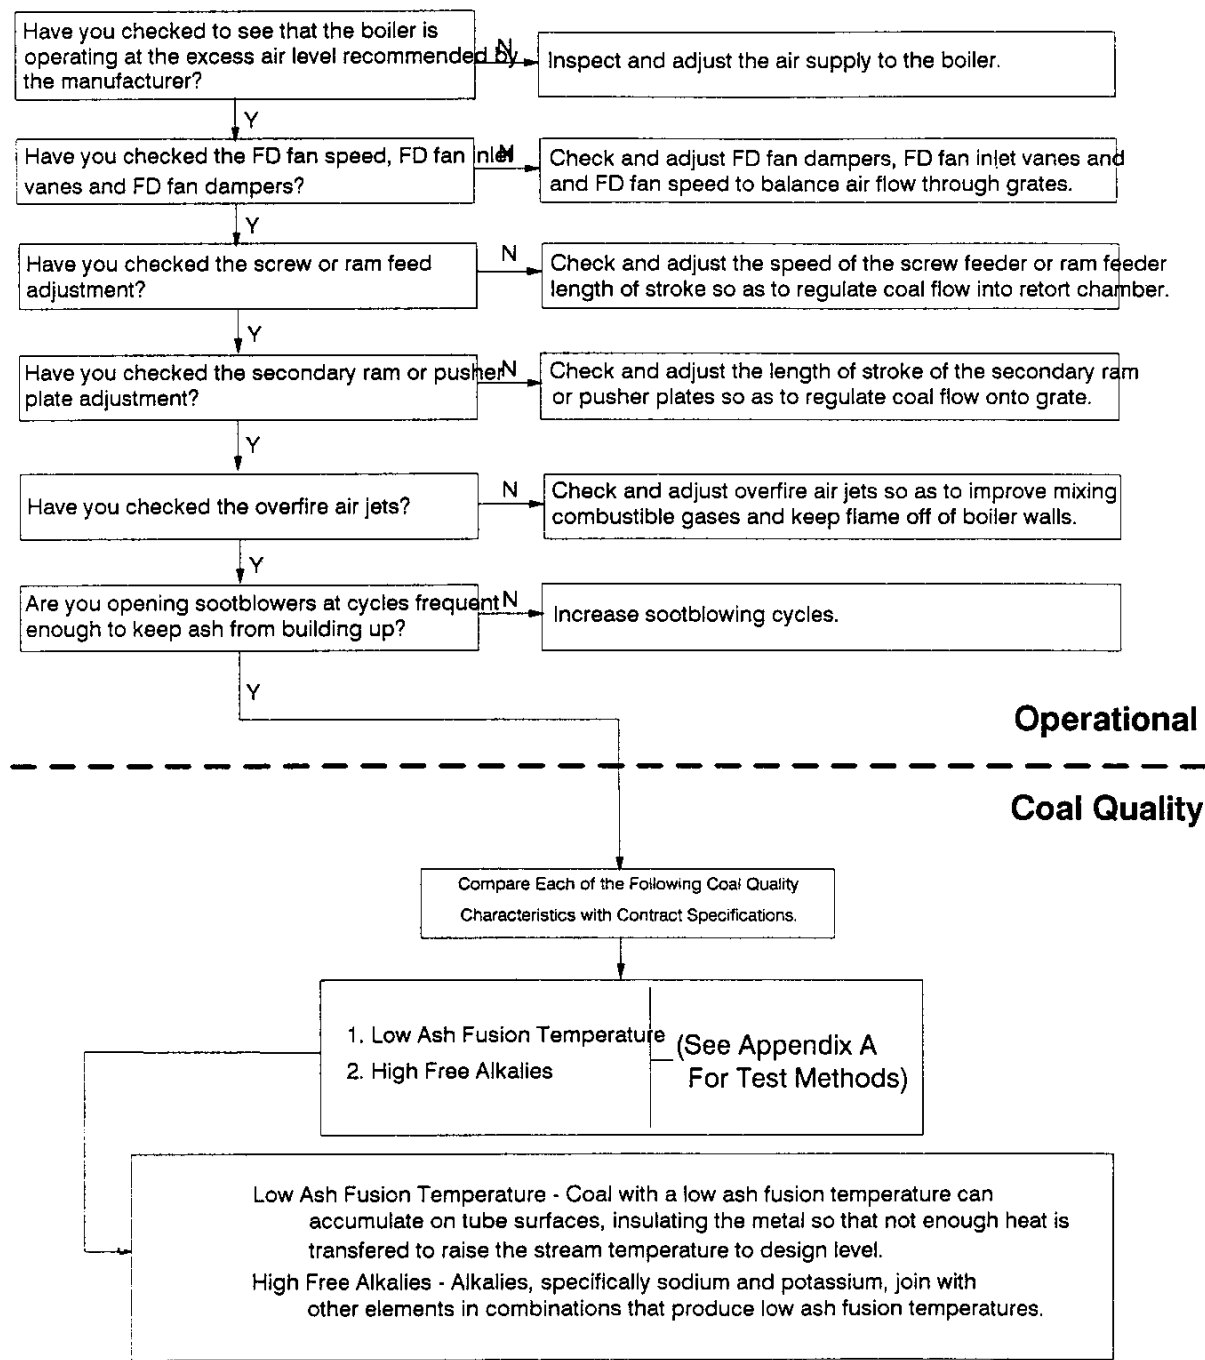 Have you checked to see that the boiler is
operating at the excess air level recommended by
the manufacturer?
N
Inspect and adjust the air supply to the boiler.
Y
Have you checked the FD fan speed, FD fan inlet
vanes and FD fan dampers?
N
Check and adjust FD fan dampers, FD fan inlet vanes and
and FD fan speed to balance air flow through grates.
Y
Have you checked the screw or ram feed
adjustment?
N
Check and adjust the speed of the screw feeder or ram feeder
length of stroke so as to regulate coal flow into retort chamber.
Y
Have you checked the secondary ram or pusher
plate adjustment?
N
Check and adjust the length of stroke of the secondary ram
or pusher plates so as to regulate coal flow onto grate.
Y
Have you checked the overfire air jets?
N
Check and adjust overfire air jets so as to improve mixing
combustible gases and keep flame off of boiler walls.
Y
Are you opening sootblowers at cycles frequent
enough to keep ash from building up?
N
Increase sootblowing cycles.
Y
Operational
Coal Quality
Compare Each of the Following Coal Quality
Characteristics with Contract Specifications.
1. Low Ash Fusion Temperature
2. High Free Alkalies
(See Appendix A
For Test Methods)
Low Ash Fusion Temperature - Coal with a low ash fusion temperature can
accumulate on tube surfaces, insulating the metal so that not enough heat is
transfered to raise the stream temperature to design level.
High Free Alkalies - Alkalies, specifically sodium and potassium, join with
other elements in combinations that produce low ash fusion temperatures.